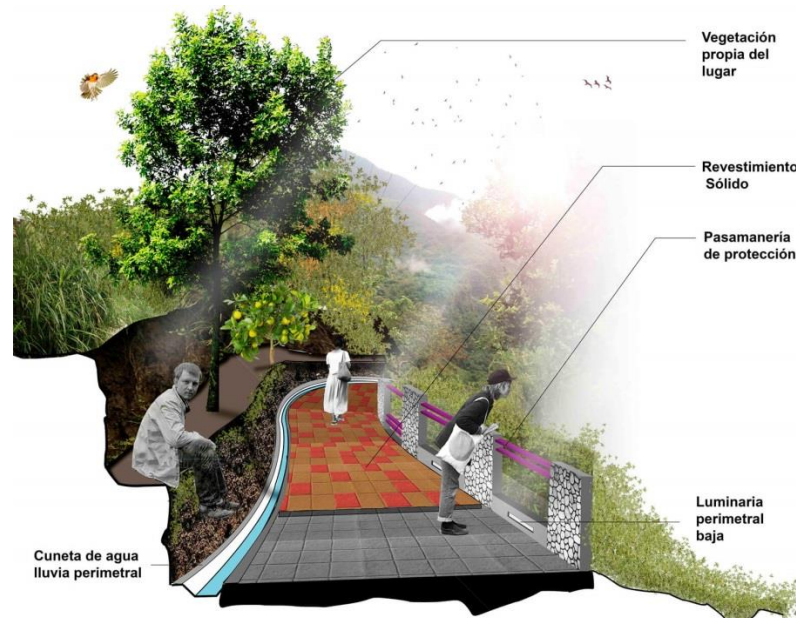 Vegetación
propia del
lugar
Revestimiento
Sólido
Pasamanería
de protección
Luminaria
perimetral
baja
Cuneta de agua
lluvia perimetral